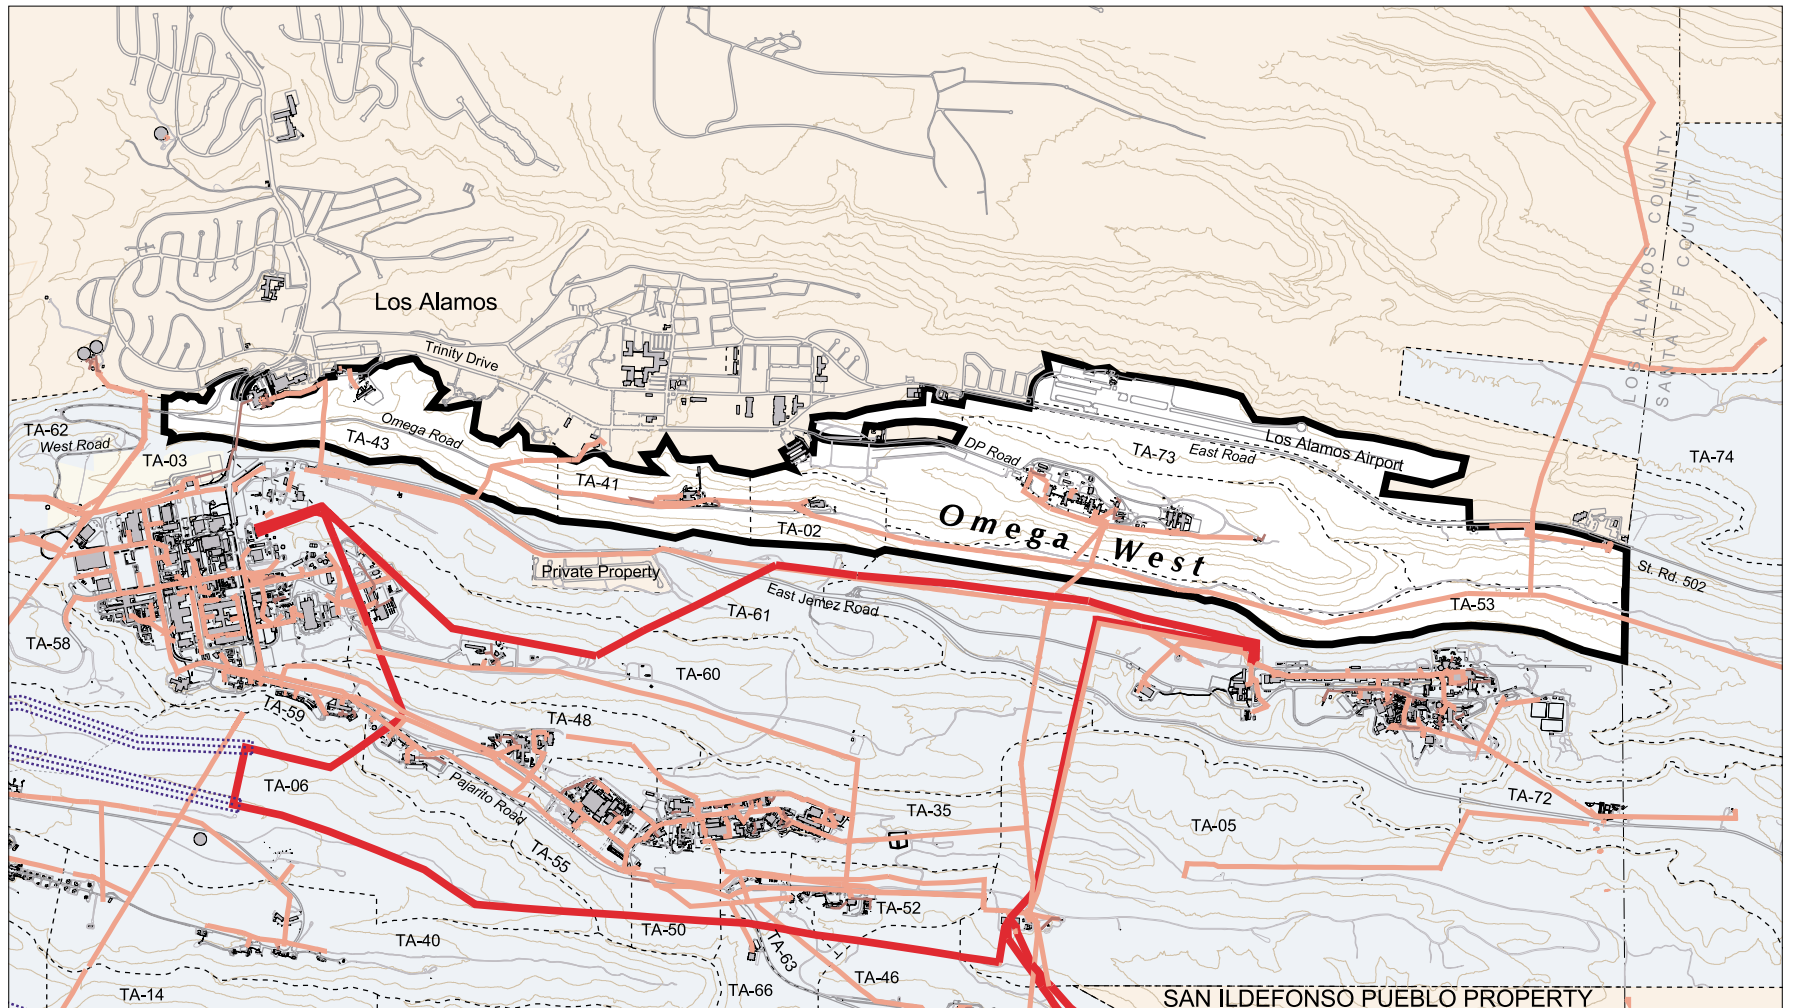 LOS ALAMOS COUNTY
SANTA FE COUNTY
Los Alamos
Trinity Drive
TA-62
West Road
TA-03
TA-43
Omega Road
TA-41
TA-02
DP Road
TA-73
East Road
Los Alamos Airport
TA-74
Omega West
Private Property
East Jemez Road
TA-61
St. Rd. 502
TA-53
TA-58
TA-60
TA-59
TA-48
TA-06
Pajarito Road
TA-35
TA-05
TA-72
TA-55
TA-52
TA-50
TA-40
TA-63
TA-46
TA-66
TA-14
SAN ILDEFONSO PUEBLO PROPERTY